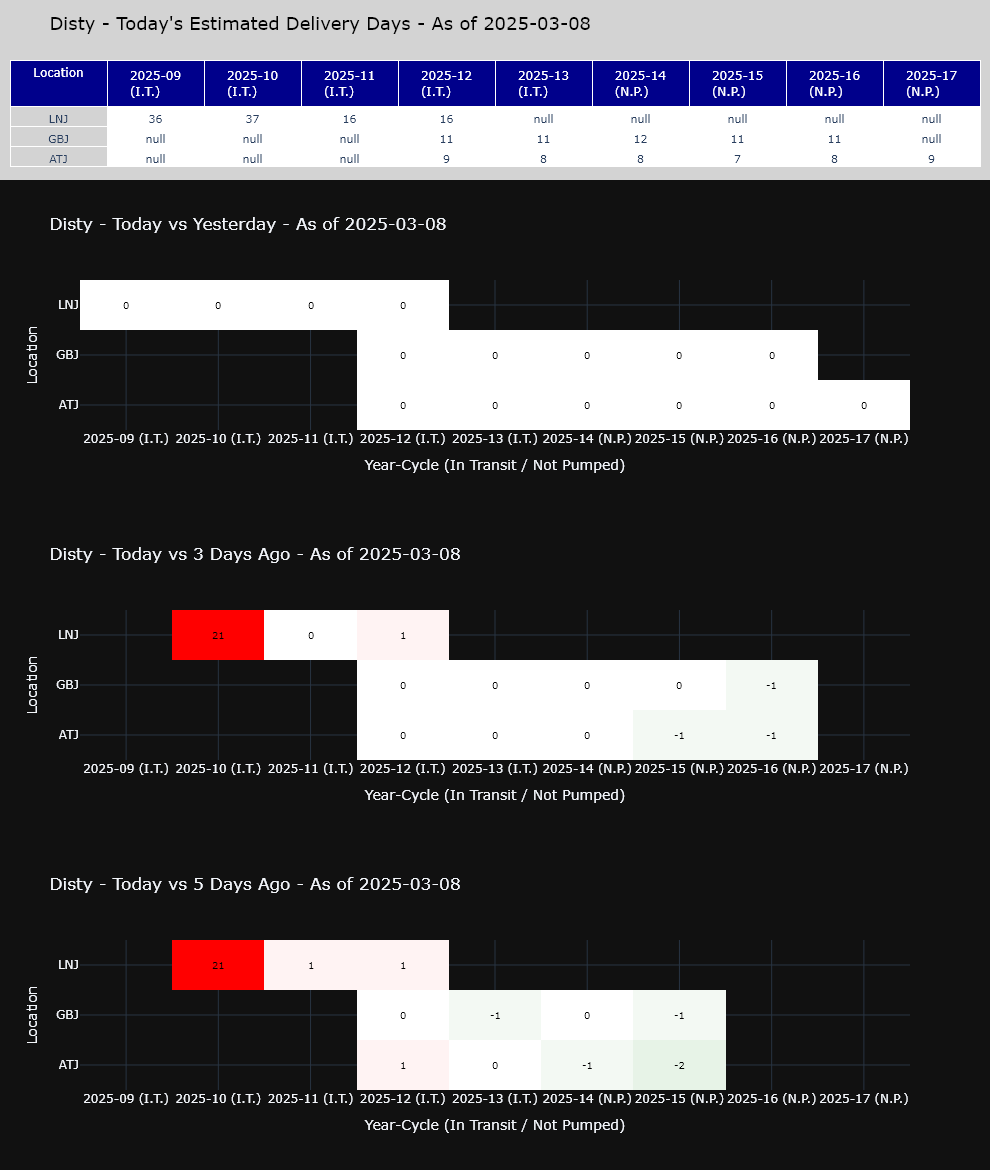 Disty - Today's Estimated Delivery Days - As of 2025-03-08
Location 2025-09 (I.T.) 2025-10 (I.T.) 2025-11 (I.T.) 2025-12 (I.T.) 2025-13 (I.T.) 2025-14 (N.P.) 2025-15 (N.P.) 2025-16 (N.P.) 2025-17 (N.P.)
LNJ 36 37 16 16 null null null null null
GBJ null null null 11 11 12 11 11 null
ATJ null null null 9 8 8 7 8 9
Disty - Today vs Yesterday - As of 2025-03-08
Location
LNJ 0 0 0 0
GBJ 0 0 0 0 0
ATJ 0 0 0 0 0 0
2025-09 (I.T.) 2025-10 (I.T.) 2025-11 (I.T.) 2025-12 (I.T.) 2025-13 (I.T.) 2025-14 (N.P.) 2025-15 (N.P.) 2025-16 (N.P.) 2025-17 (N.P.)
Year-Cycle (In Transit / Not Pumped)
Disty - Today vs 3 Days Ago - As of 2025-03-08
Location
LNJ 21 0 1
GBJ 0 0 0 0 -1
ATJ 0 0 0 -1 -1
2025-09 (I.T.) 2025-10 (I.T.) 2025-11 (I.T.) 2025-12 (I.T.) 2025-13 (I.T.) 2025-14 (N.P.) 2025-15 (N.P.) 2025-16 (N.P.) 2025-17 (N.P.)
Year-Cycle (In Transit / Not Pumped)
Disty - Today vs 5 Days Ago - As of 2025-03-08
Location
LNJ 21 1 1
GBJ 0 -1 0 -1
ATJ 1 0 -1 -2
2025-09 (I.T.) 2025-10 (I.T.) 2025-11 (I.T.) 2025-12 (I.T.) 2025-13 (I.T.) 2025-14 (N.P.) 2025-15 (N.P.) 2025-16 (N.P.) 2025-17 (N.P.)
Year-Cycle (In Transit / Not Pumped)